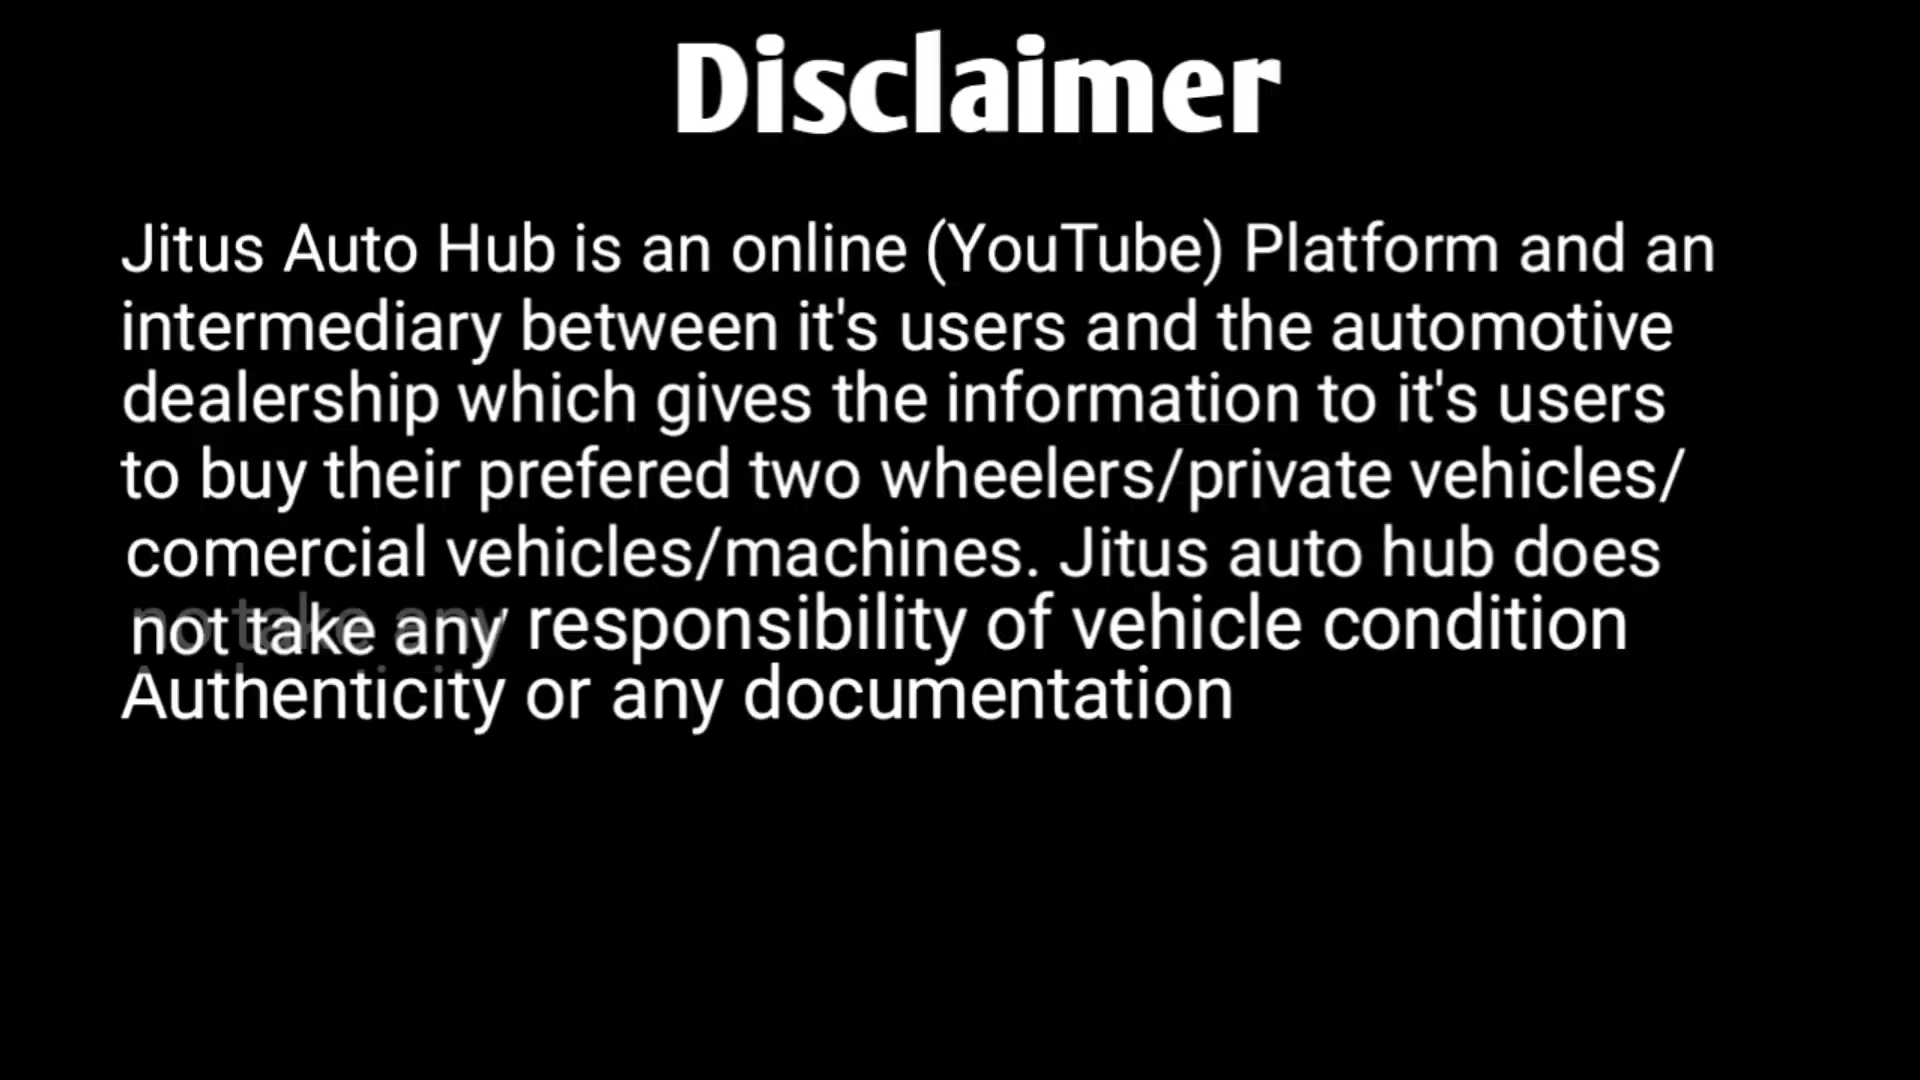 Disclaimer
Jitus Auto Hub is an online (YouTube) Platform and an
intermediary between it's users and the automotive
dealership which gives the information to it's users
to buy their prefered two wheelers/private vehicles/
comercial vehicles/machines. Jitus auto hub does
not take any responsibility of vehicle condition
Authenticity or any documentation